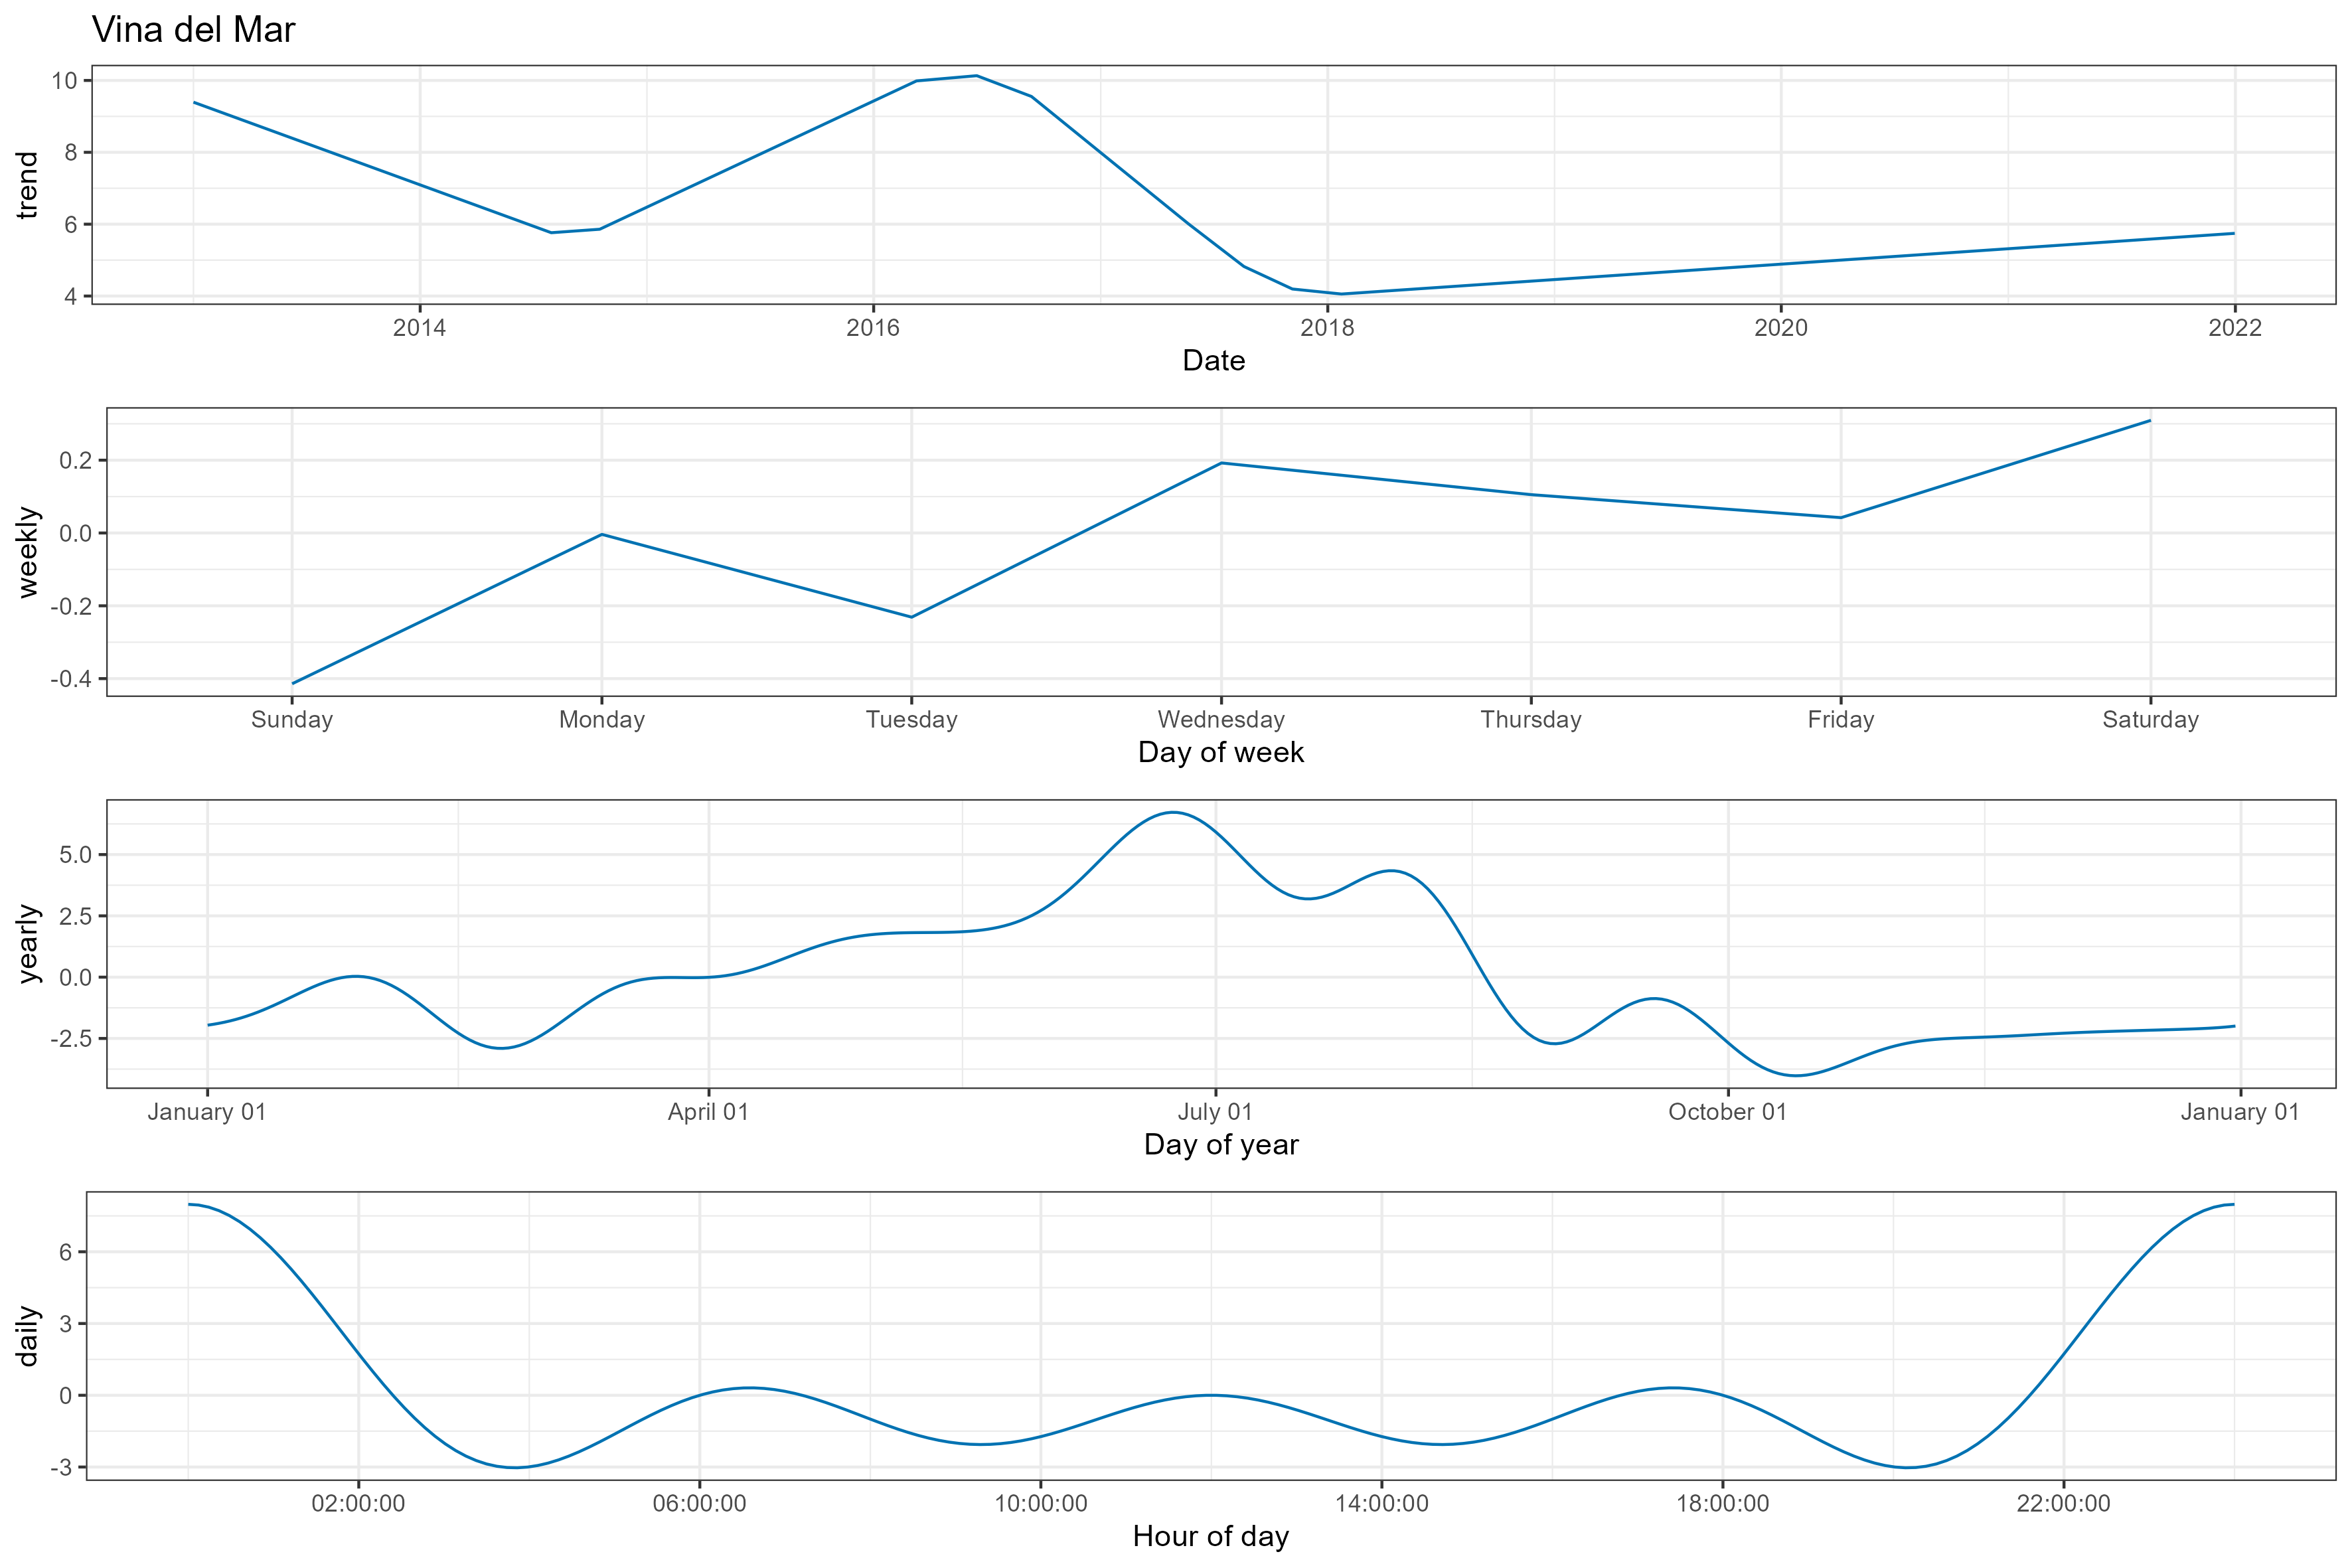 Vina del Mar
10
8
6
4
trend
2014 2016 2018 2020 2022
Date
0.2
0.0
-0.2
-0.4
weekly
Sunday Monday Tuesday Wednesday Thursday Friday Saturday
Day of week
5.0
2.5
0.0
-2.5
yearly
January 01 April 01 July 01 October 01 January 01
Day of year
6
3
0
-3
daily
02:00:00 06:00:00 10:00:00 14:00:00 18:00:00 22:00:00
Hour of day